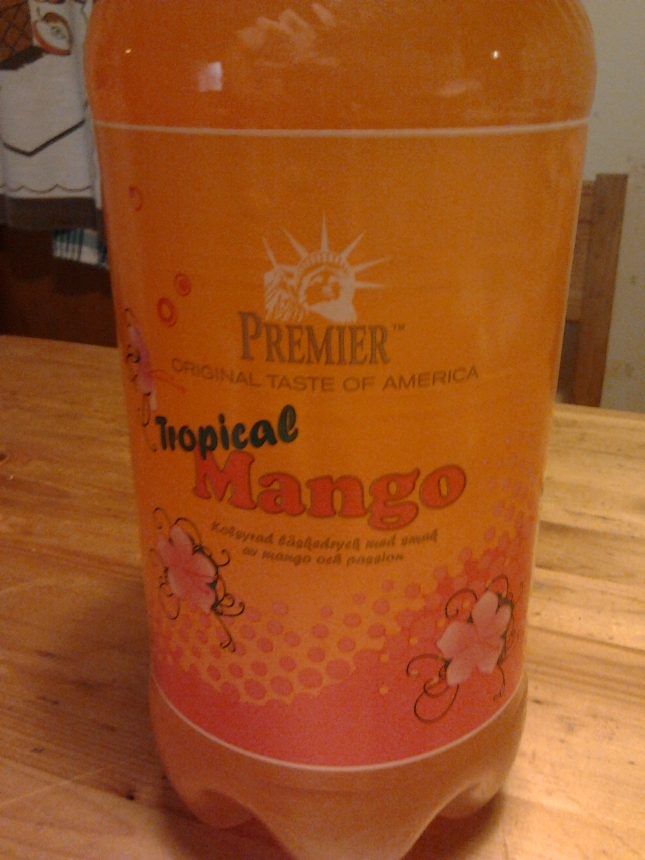 PREMIER™
ORIGINAL TASTE OF AMERICA
Tropical
Mango
Kolsyrad läskedryck med smak
av mango och passion